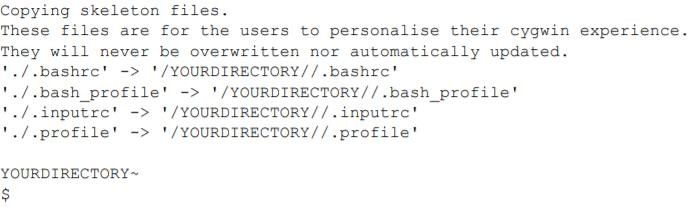 Copying skeleton files.
These files are for the users to personalise their cygwin experience.
They will never be overwritten nor automatically updated.
'./.bashrc' -> '/YOURDIRECTORY//.bashrc'
'./.bash_profile' -> '/YOURDIRECTORY//.bash_profile'
'./.inputrc' -> '/YOURDIRECTORY//.inputrc'
'./.profile' -> '/YOURDIRECTORY//.profile'
YOURDIRECTORY~
$